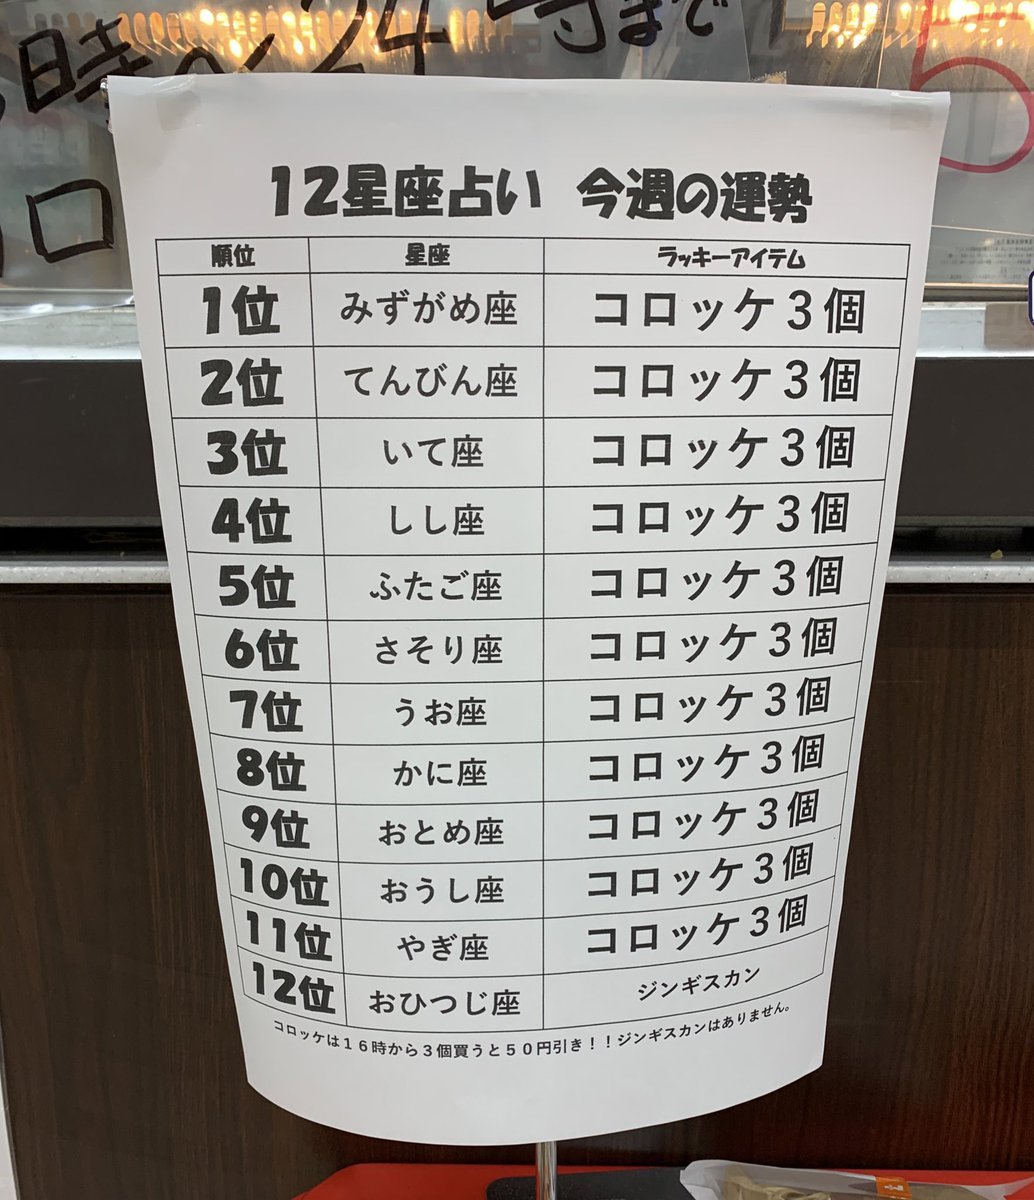 時〜24時まで
12星座占い 今週の運勢
順位 星座 ラッキーアイテム
1位 みずがめ座 コロッケ３個
2位 てんびん座 コロッケ３個
3位 いて座 コロッケ３個
4位 しし座 コロッケ３個
5位 ふたご座 コロッケ３個
6位 さそり座 コロッケ３個
7位 うお座 コロッケ３個
8位 かに座 コロッケ３個
9位 おとめ座 コロッケ３個
10位 おうし座 コロッケ３個
11位 やぎ座 コロッケ３個
12位 おひつじ座 ジンギスカン
コロッケは１６時から３個買うと５０円引き！！ジンギスカンはありません。